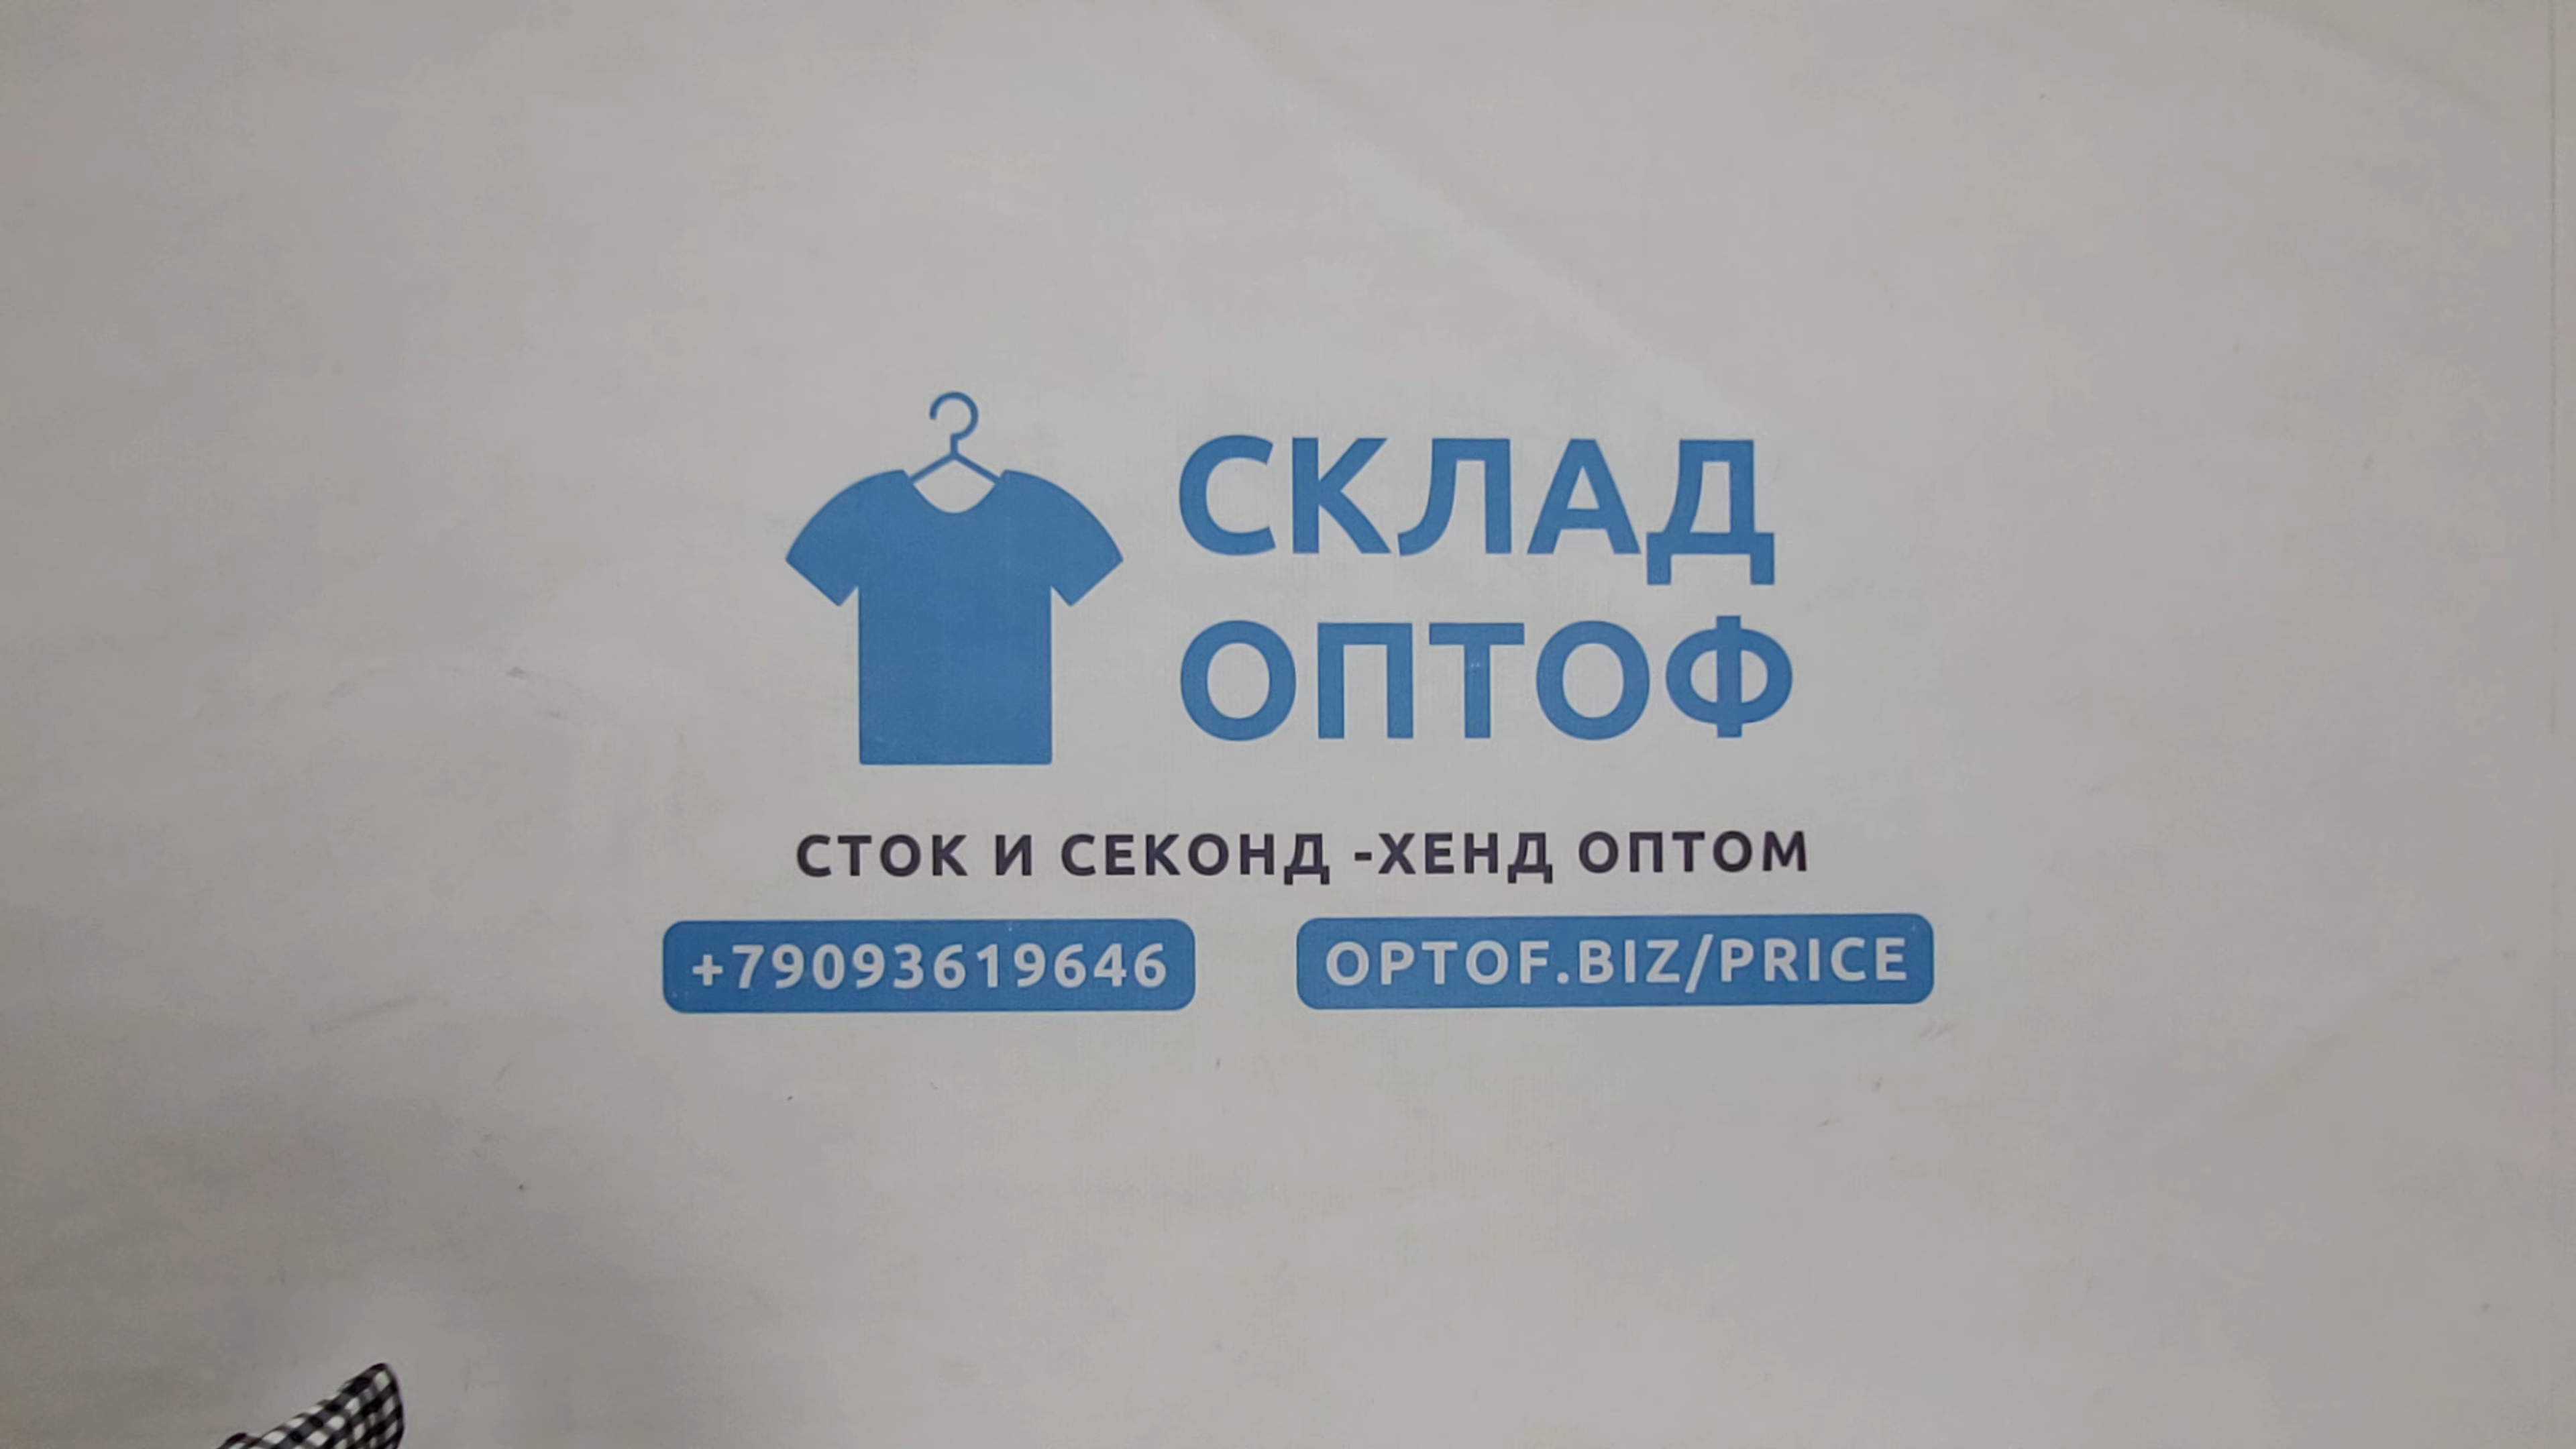 СКЛАД
ОПТОФ
СТОК И СЕКОНД -ХЕНД ОПТОМ
+79093619646
OPTOF.BIZ/PRICE